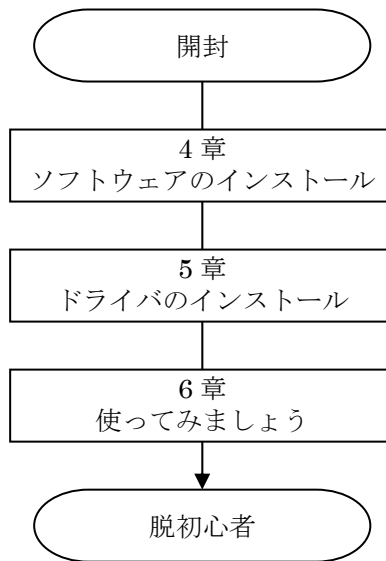 開封
4 章
ソフトウェアのインストール
5 章
ドライバのインストール
6 章
使ってみましょう
脱初心者